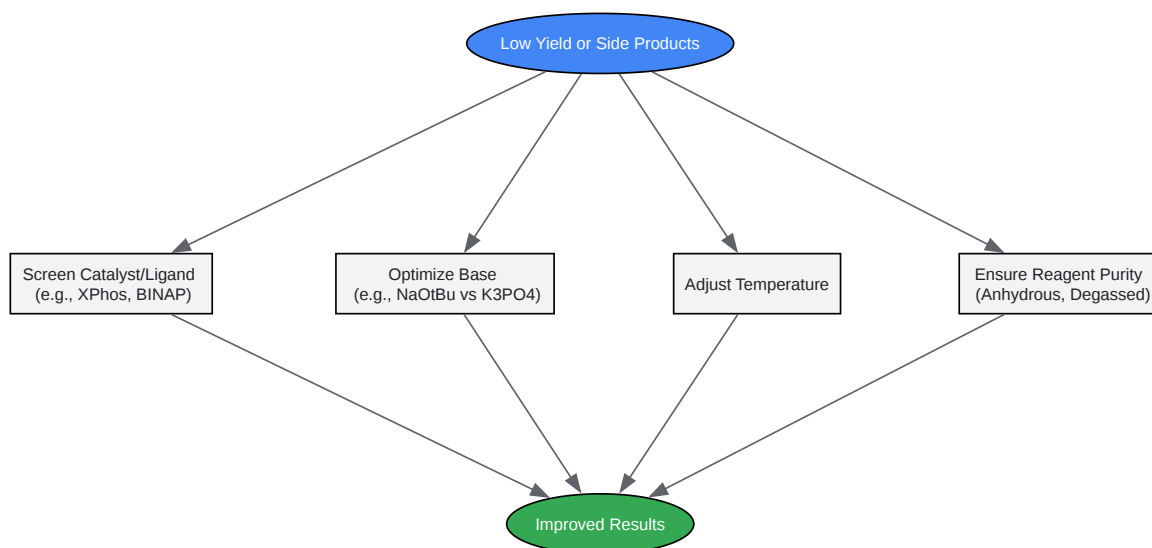 Low Yield or Side Products
Screen Catalyst/Ligand
(e.g., XPhos, BINAP)
Optimize Base
(e.g., NaOtBu vs K3PO4)
Adjust Temperature
Ensure Reagent Purity
(Anhydrous, Degassed)
Improved Results